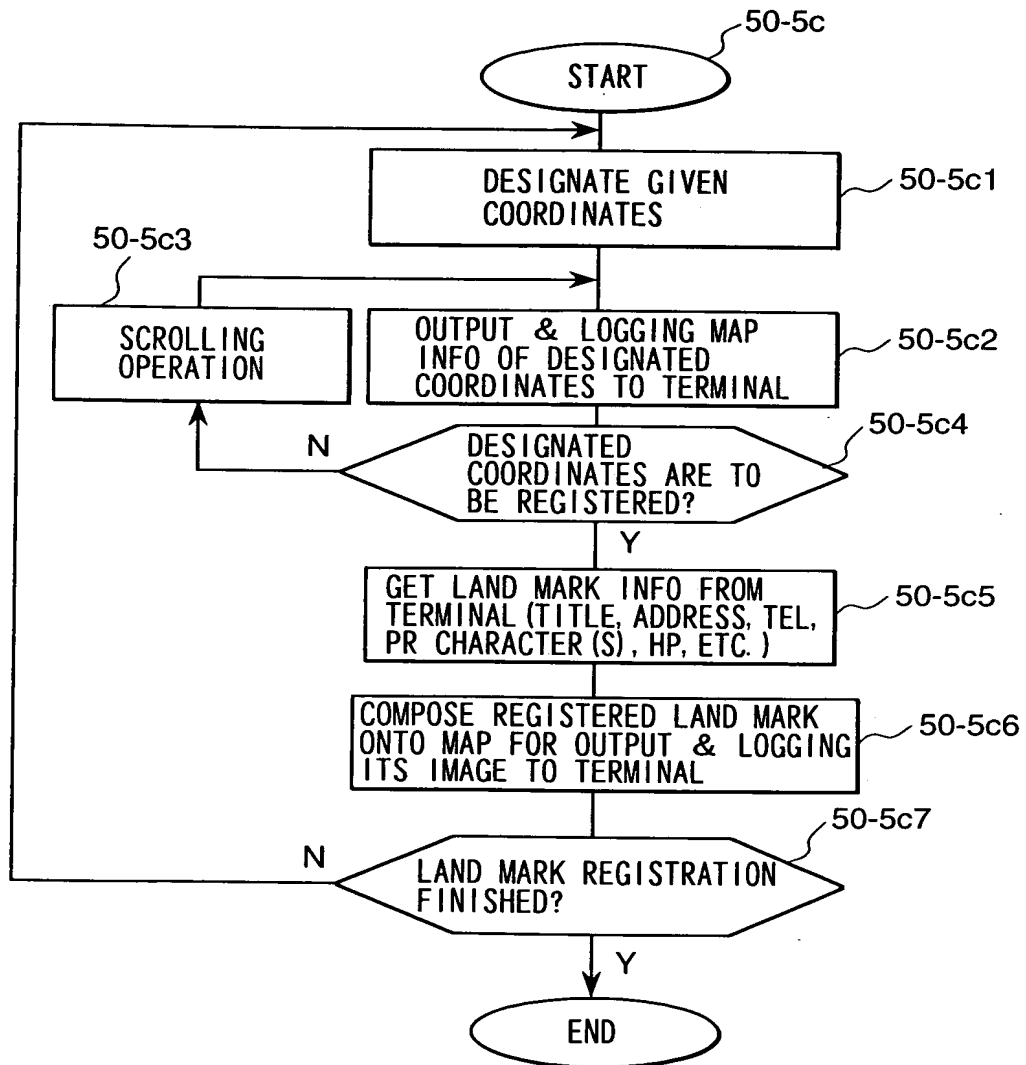 50-5c
START
DESIGNATE GIVEN
COORDINATES
50-5c1
50-5c3
SCROLLING
OPERATION
OUTPUT & LOGGING MAP
INFO OF DESIGNATED
COORDINATES TO TERMINAL
50-5c2
50-5c4
N
DESIGNATED
COORDINATES ARE TO
BE REGISTERED?
Y
GET LAND MARK INFO FROM
TERMINAL (TITLE, ADDRESS, TEL,
PR CHARACTER (S), HP, ETC.)
50-5c5
COMPOSE REGISTERED LAND MARK
ONTO MAP FOR OUTPUT & LOGGING
ITS IMAGE TO TERMINAL
50-5c6
50-5c7
N
LAND MARK REGISTRATION
FINISHED?
Y
END